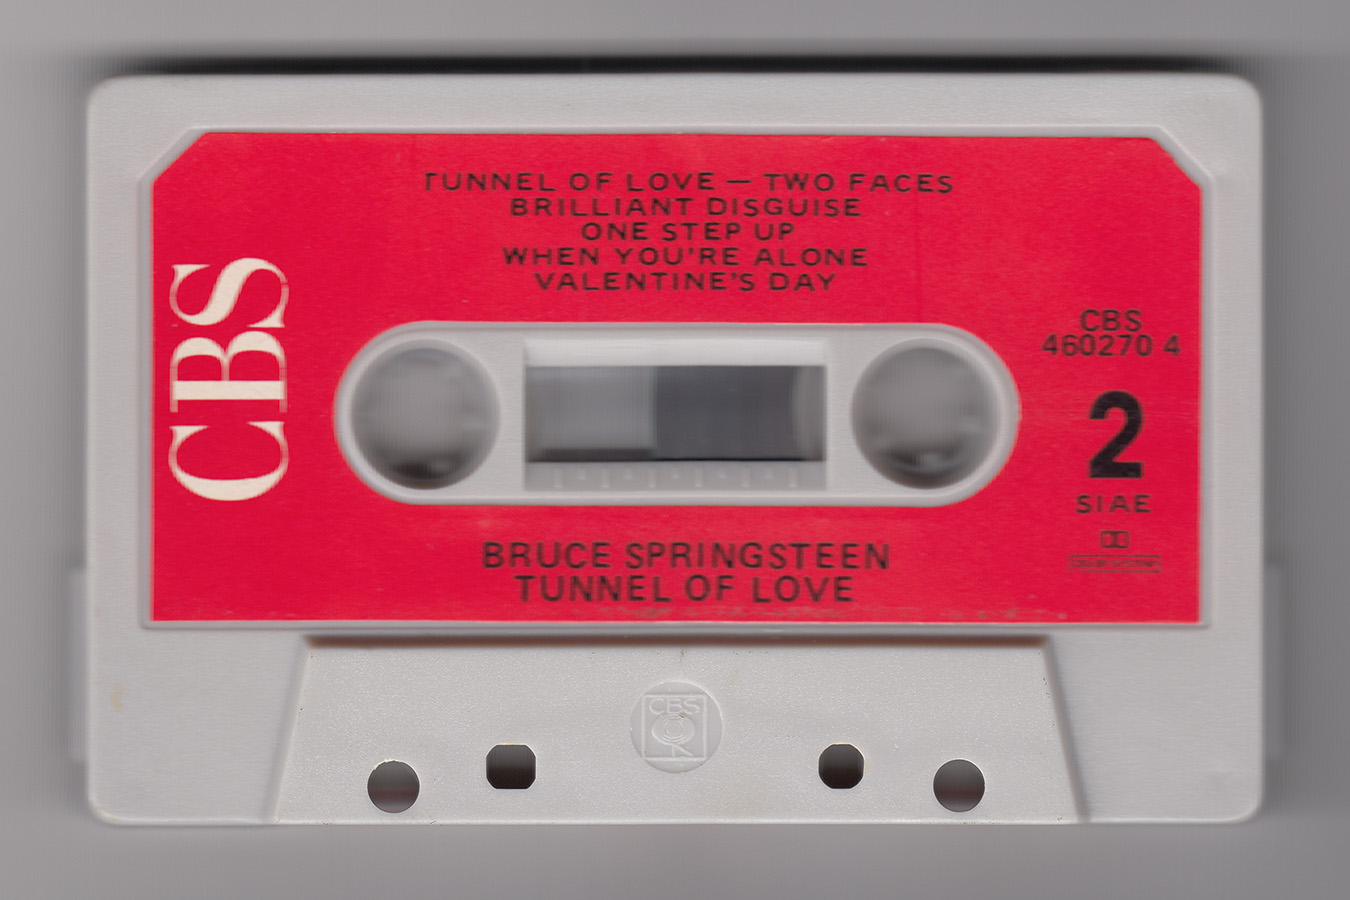 TUNNEL OF LOVE — TWO FACES
BRILLIANT DISGUISE
ONE STEP UP
WHEN YOU'RE ALONE
VALENTINE'S DAY
CBS
CBS
460270 4
2
SIAE
BRUCE SPRINGSTEEN
TUNNEL OF LOVE
CBS